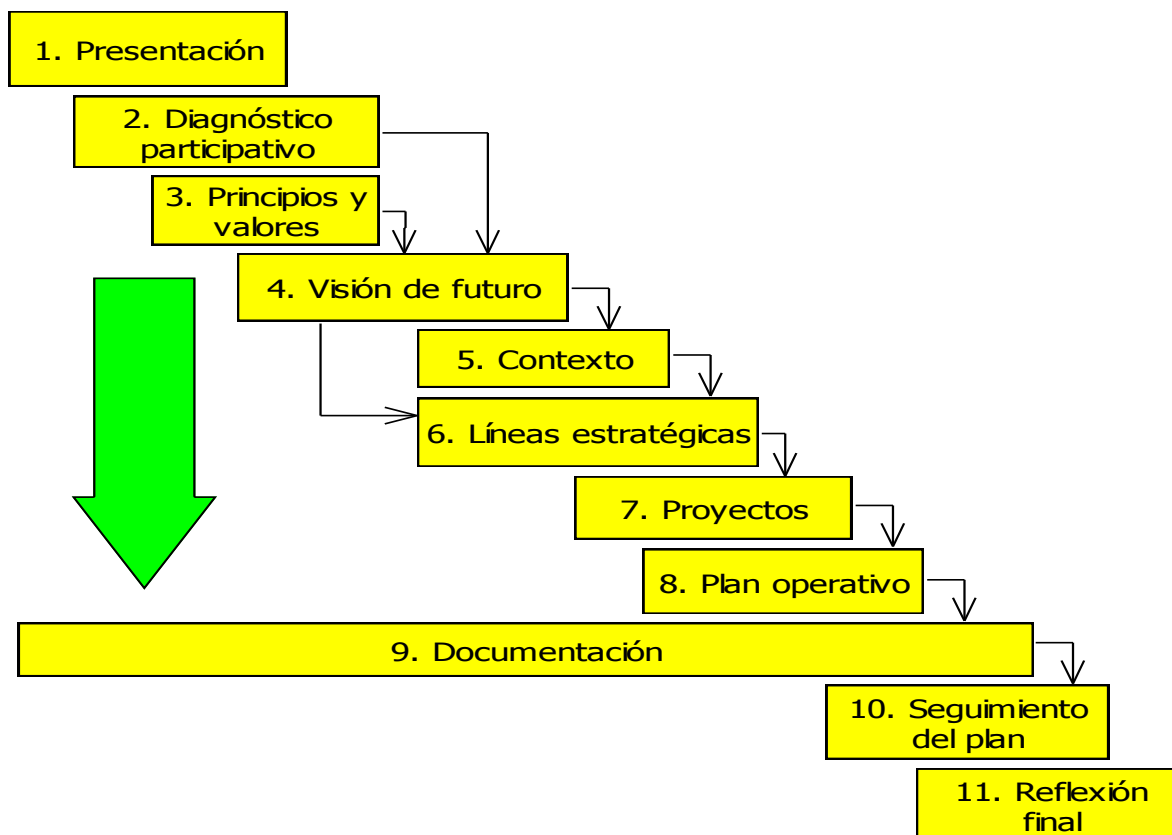 1. Presentación
2. Diagnóstico
participativo
3. Principios y
valores
4. Visión de futuro
5. Contexto
6. Líneas estratégicas
7. Proyectos
8. Plan operativo
9. Documentación
10. Seguimiento
del plan
11. Reflexión
final